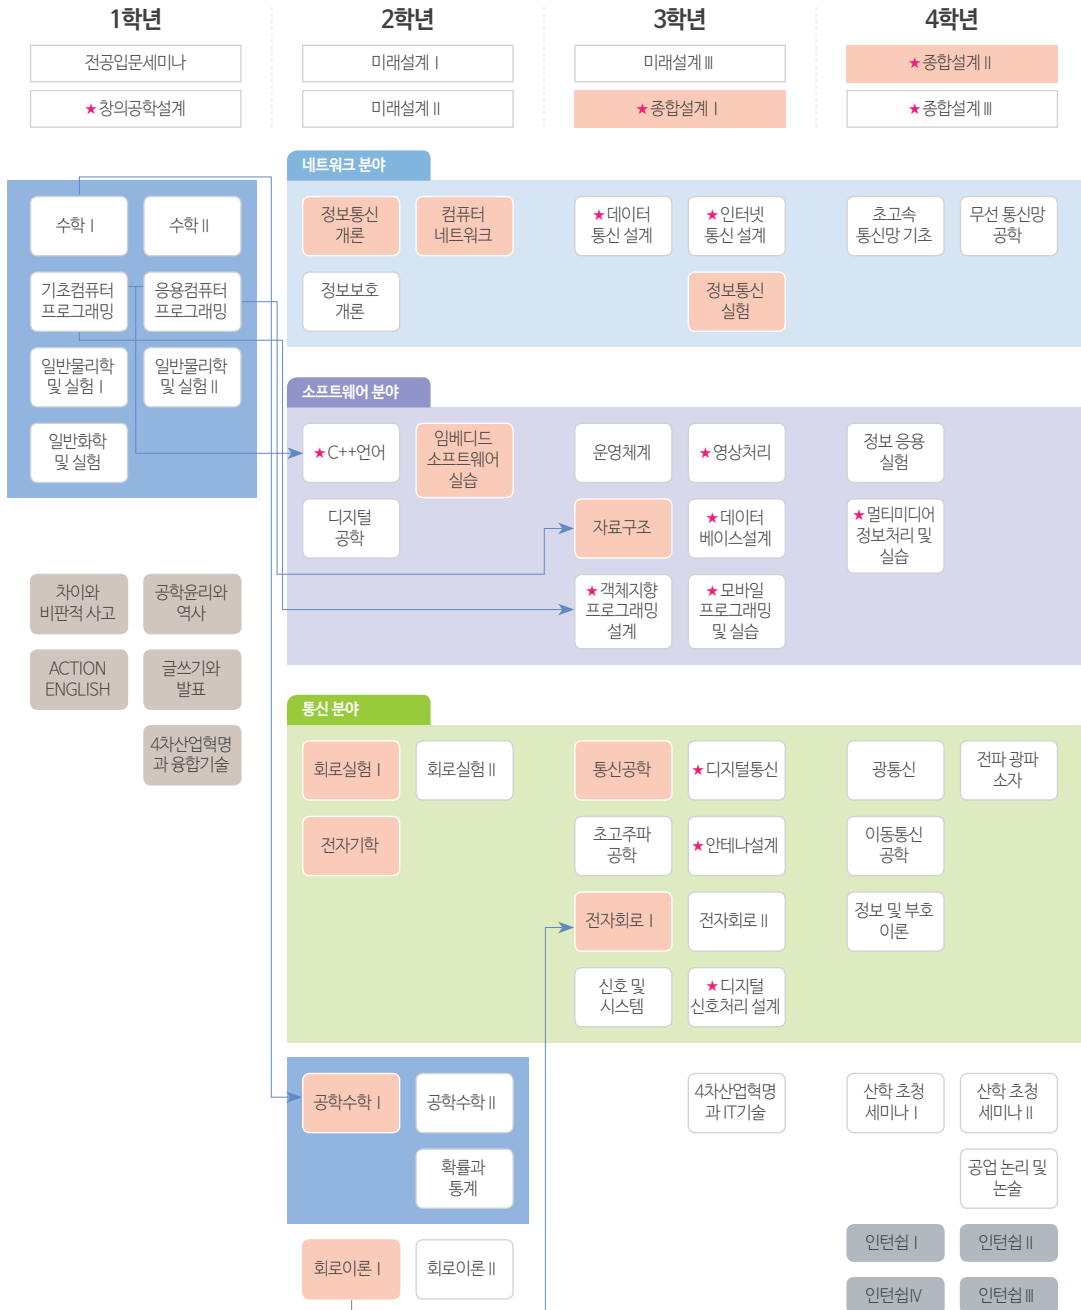 1학년
2학년
3학년
4학년
전공입문세미나
미래설계 Ⅰ
미래설계 Ⅲ
★종합설계 Ⅱ
★창의공학설계
미래설계 Ⅱ
★종합설계 Ⅰ
★종합설계 Ⅲ
수학 Ⅰ
수학 Ⅱ
기초컴퓨터
프로그래밍
응용컴퓨터
프로그래밍
일반물리학
및 실험 Ⅰ
일반물리학
및 실험 Ⅱ
일반화학
및 실험
차이와
비판적 사고
공학윤리와
역사
ACTION
ENGLISH
글쓰기와
발표
4차산업혁명
과 융합기술
네트워크 분야
정보통신
개론
컴퓨터
네트워크
★데이터
통신 설계
★인터넷
통신 설계
초고속
통신망 기초
무선 통신망
공학
정보보호
개론
정보통신
실험
소프트웨어 분야
★C++언어
임베디드
소프트웨어
실습
운영체계
★영상처리
정보 응용
실험
디지털
공학
자료구조
★데이터
베이스설계
★멀티미디어
정보처리 및
실습
★객체지향
프로그래밍
설계
★모바일
프로그래밍
및 실습
통신 분야
회로실험 Ⅰ
회로실험 Ⅱ
통신공학
★디지털통신
광통신
전파 광파
소자
전자기학
초고주파
공학
★안테나설계
이동통신
공학
전자회로 Ⅰ
전자회로 Ⅱ
정보 및 부호
이론
신호 및
시스템
★디지털
신호처리 설계
공학수학 Ⅰ
공학수학 Ⅱ
4차산업혁명
과 IT기술
산학 초청
세미나 Ⅰ
산학 초청
세미나 Ⅱ
확률과
통계
공업 논리 및
논술
회로이론 Ⅰ
회로이론 Ⅱ
인턴쉽 Ⅰ
인턴쉽 Ⅱ
인턴쉽Ⅳ
인턴쉽 Ⅲ